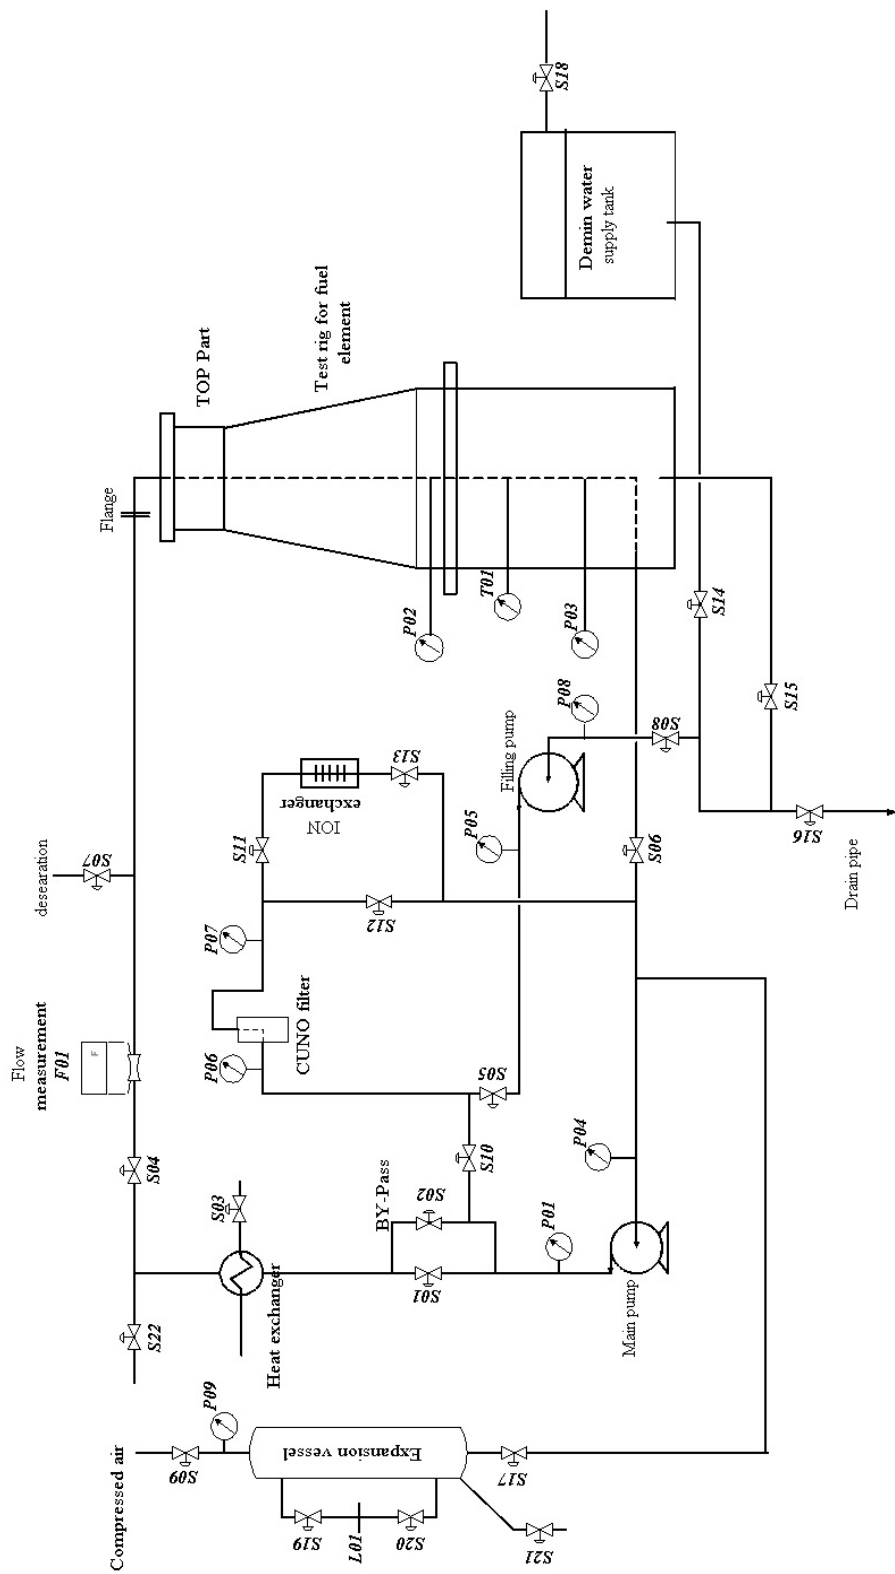 S18
Demin water
supply tank
Test rig for fuel
element
TOP Part
Flange
P02
T01
P03
S14
S15
P08
S08
Filling pump
S13
ION
exchanger
S11
P05
S06
S16
Drain pipe
S07
desearation
S12
P07
CUNO filter
P06
S05
Flow
measurement
F01
F
P04
S10
S04
S03
BY-Pass
S02
P01
S01
Main pump
Heat exchanger
S22
P09
Compressed air
S09
Expansion vessel
S17
S19
L01
S20
S21